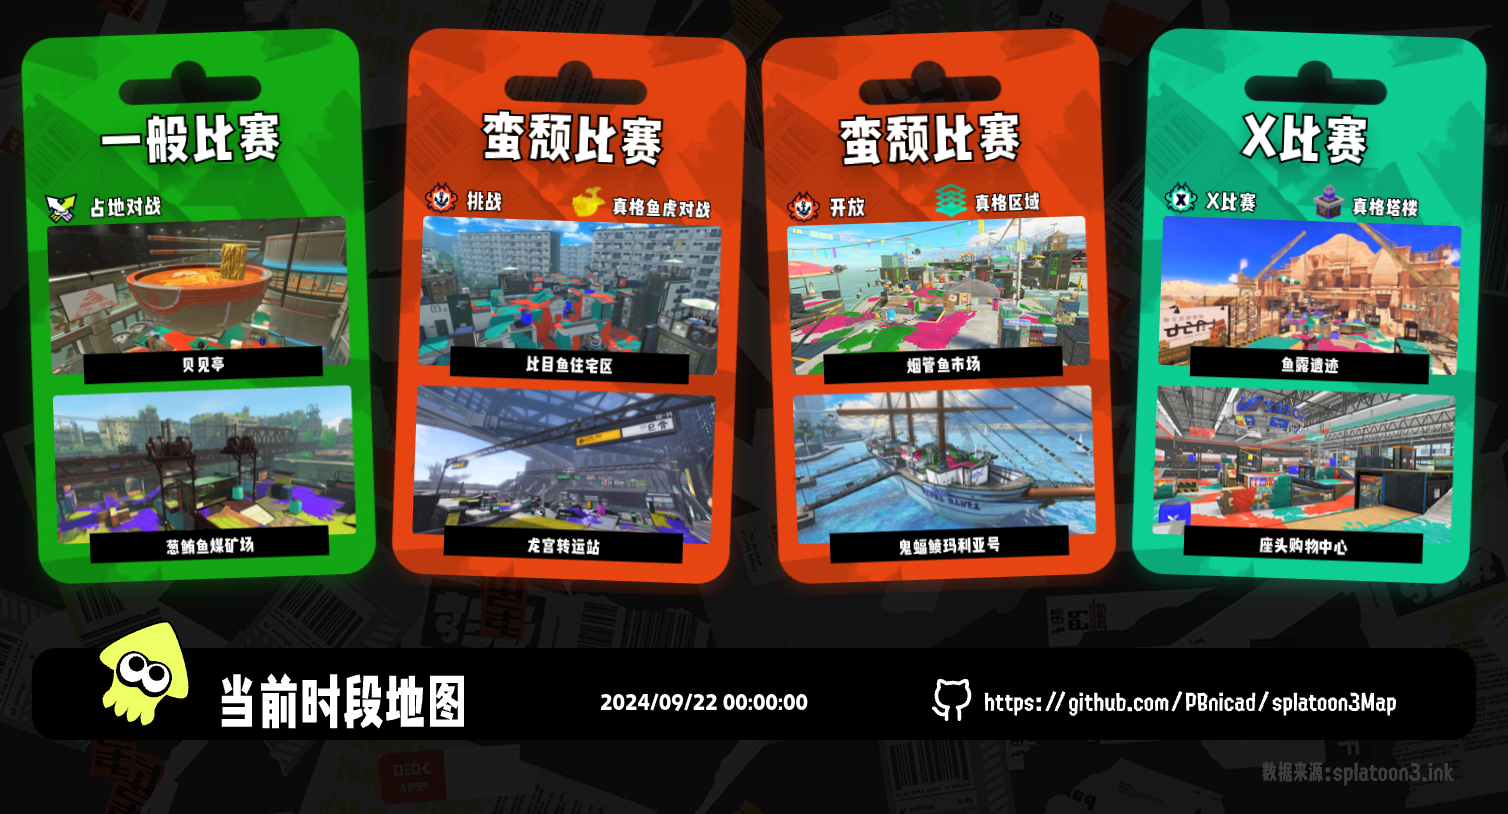 一般比赛
占地对战
贝贝亭
葱鲔鱼煤矿场
蛮颓比赛
挑战
真格鱼虎对战
比目鱼住宅区
龙宫转运站
蛮颓比赛
开放
真格区域
烟管鱼市场
鬼蝠鲼玛利亚号
X比赛
X比赛
真格塔楼
鱼露遗迹
座头购物中心
当前时段地图
2024/09/22 00:00:00
https://github.com/PBnicad/splatoon3Map
数据来源:splatoon3.ink